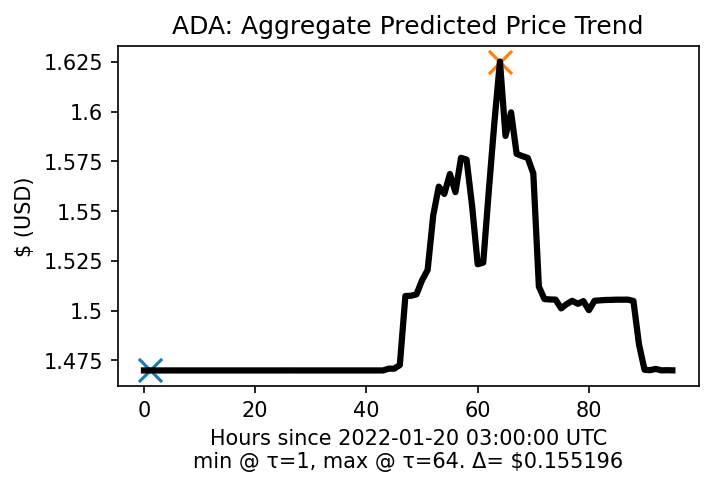 ADA: Aggregate Predicted Price Trend
$ (USD)
1.625
1.6
1.575
1.55
1.525
1.5
1.475
0 20 40 60 80
Hours since 2022-01-20 03:00:00 UTC
min @ τ=1, max @ τ=64. Δ= $0.155196